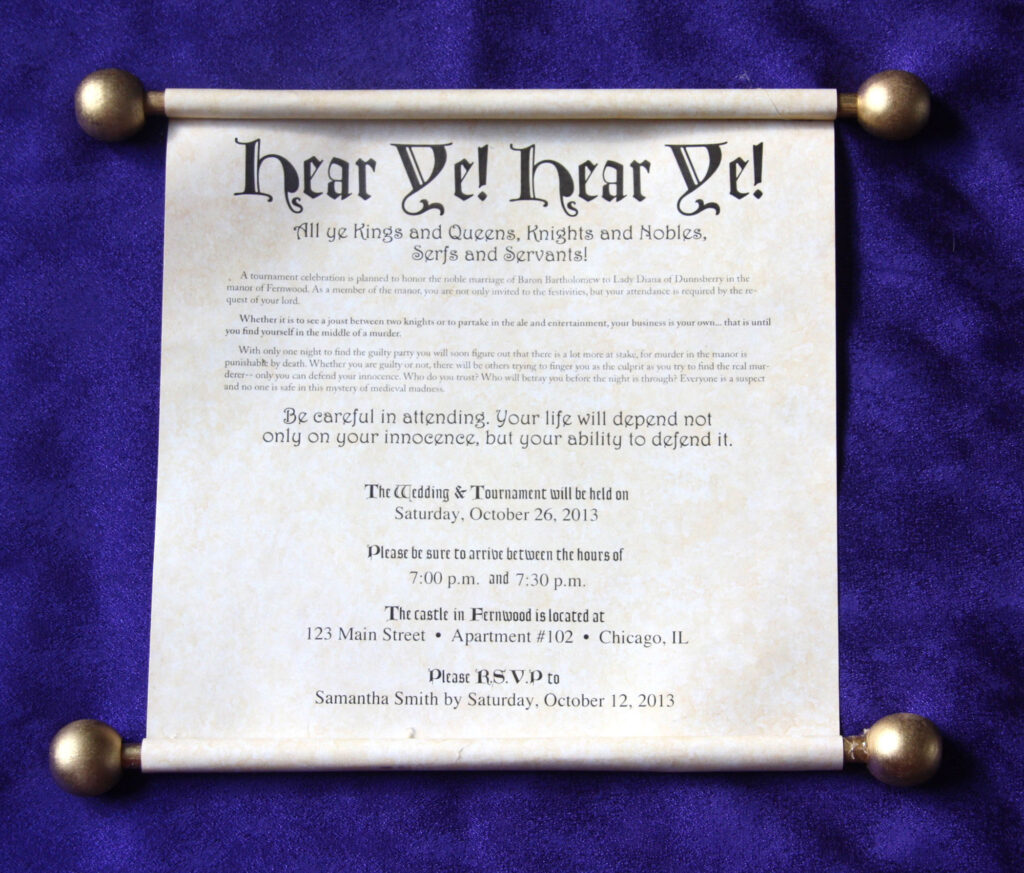 Hear Ye! Hear Ye!
All ye Kings and Queens, Knights and Nobles,
Serfs and Servants!
A tournament celebration is planned to honor the noble marriage of Baron Bartholomew to Lady Diana of Dunnsberry in the
manor of Fernwood. As a member of the manor, you are not only invited to the festivities, but your attendance is required by the re-
quest of your lord.
Whether it is to see a joust between two knights or to partake in the ale and entertainment, your business is your own... that is until
you find yourself in the middle of a murder.
With only one night to find the guilty party you will soon figure out that there is a lot more at stake, for murder in the manor is
punishable by death. Whether you are guilty or not, there will be others trying to finger you as the culprit as you try to find the real mur-
derer-- only you can defend your innocence. Who do you trust? Who will betray you before the night is through? Everyone is a suspect
and no one is safe in this mystery of medieval madness.
Be careful in attending. Your life will depend not
only on your innocence, but your ability to defend it.
The Wedding & Tournament will be held on
Saturday, October 26, 2013
Please be sure to arrive between the hours of
7:00 p.m. and 7:30 p.m.
The castle in Fernwood is located at
123 Main Street • Apartment #102 • Chicago, IL
Please R.S.V.P to
Samantha Smith by Saturday, October 12, 2013